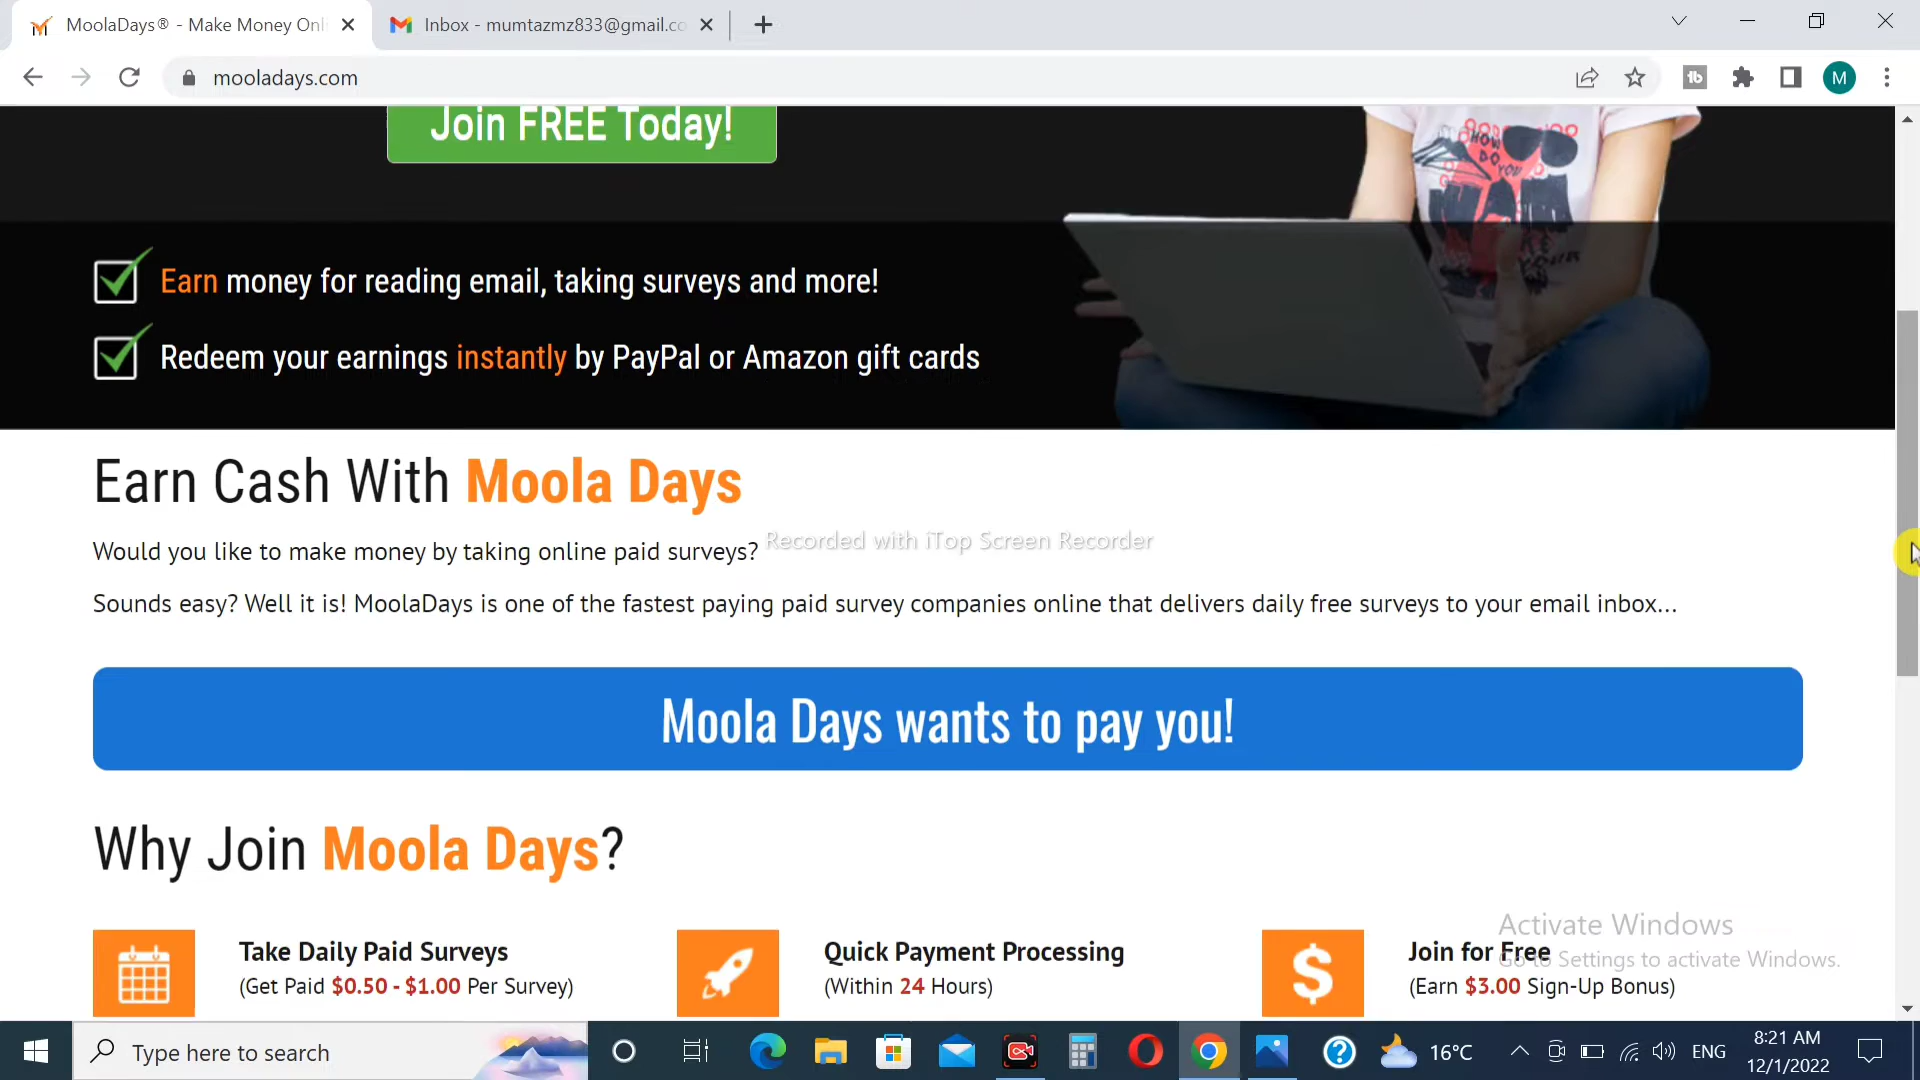 MoolaDays® - Make Money Onl
Inbox - mumtazmz833@gmail.co
mooladays.com
M
Join FREE Today!
HOW
DO YOU
Earn money for reading email, taking surveys and more!
Redeem your earnings instantly by PayPal or Amazon gift cards
Earn Cash With Moola Days
Would you like to make money by taking online paid surveys?
Recorded with iTop Screen Recorder
Sounds easy? Well it is! MoolaDays is one of the fastest paying paid survey companies online that delivers daily free surveys to your email inbox...
Moola Days wants to pay you!
Why Join Moola Days?
Take Daily Paid Surveys
(Get Paid $0.50 - $1.00 Per Survey)
Quick Payment Processing
(Within 24 Hours)
Join for Free
(Earn $3.00 Sign-Up Bonus)
Activate Windows
Go to Settings to activate Windows.
Type here to search
16°C
ENG
8:21 AM
12/1/2022